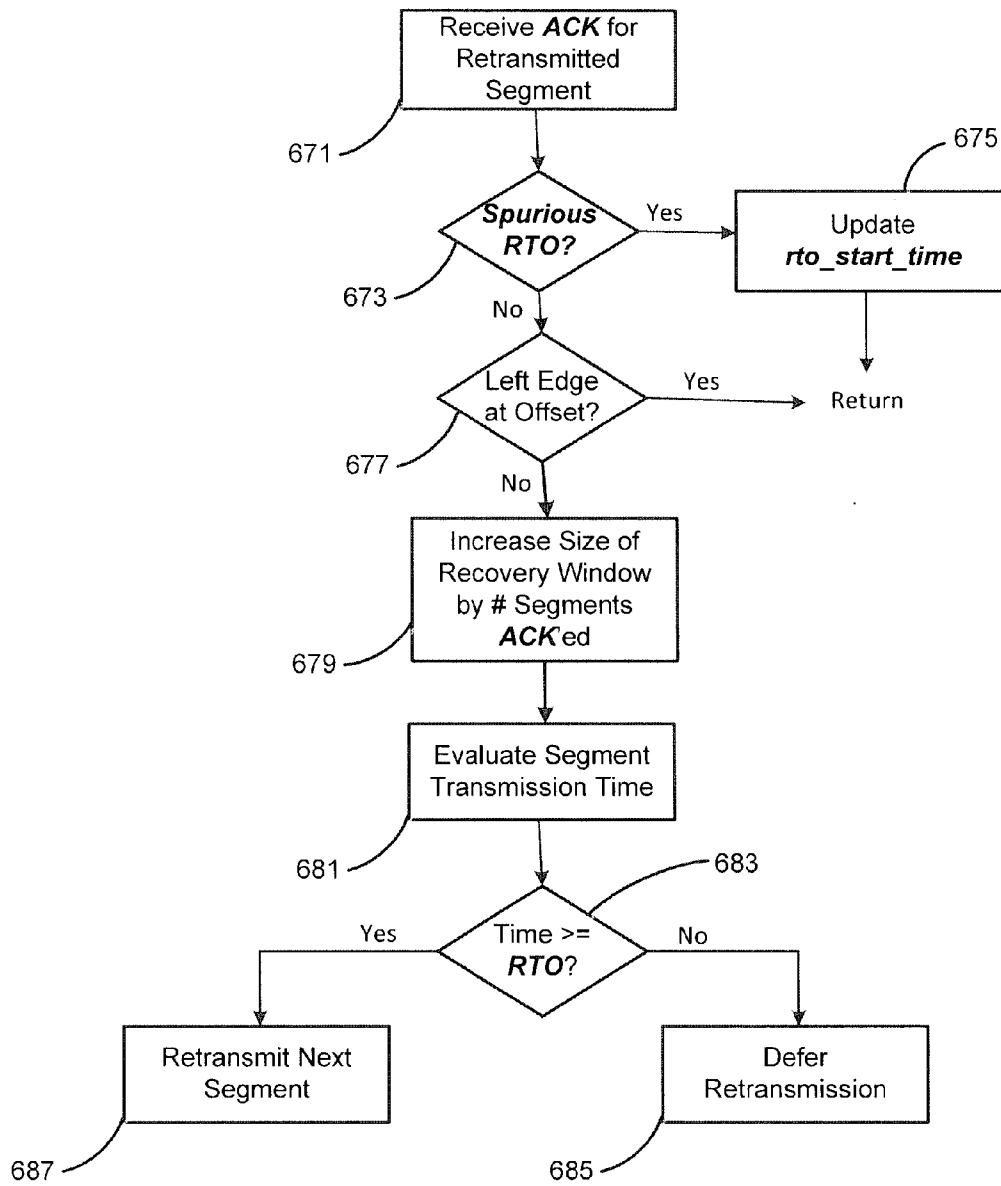 Receive ACK for
Retransmitted
Segment
671
675
Spurious
RTO?
Yes
Update
rto_start_time
673
No
Left Edge
at Offset?
Yes
Return
677
No
Increase Size of
Recovery Window
by # Segments
ACK'ed
679
Evaluate Segment
Transmission Time
681
683
Yes
Time >=
RTO?
No
Retransmit Next
Segment
Defer
Retransmission
687
685